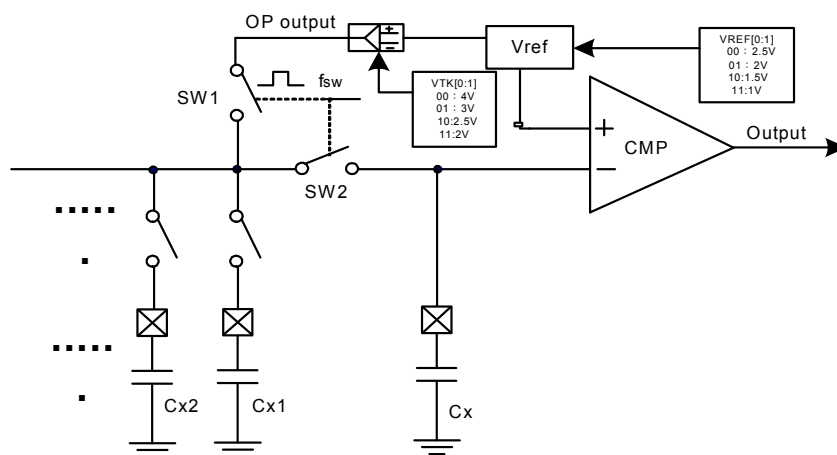 OP output
+
−
Vref
VREF[0:1]
00：2.5V
01：2V
10:1.5V
11:1V
SW1
fsw
VTK[0:1]
00：4V
01：3V
10:2.5V
11:2V
+
CMP
−
Output
SW2
Cx2
Cx1
Cx